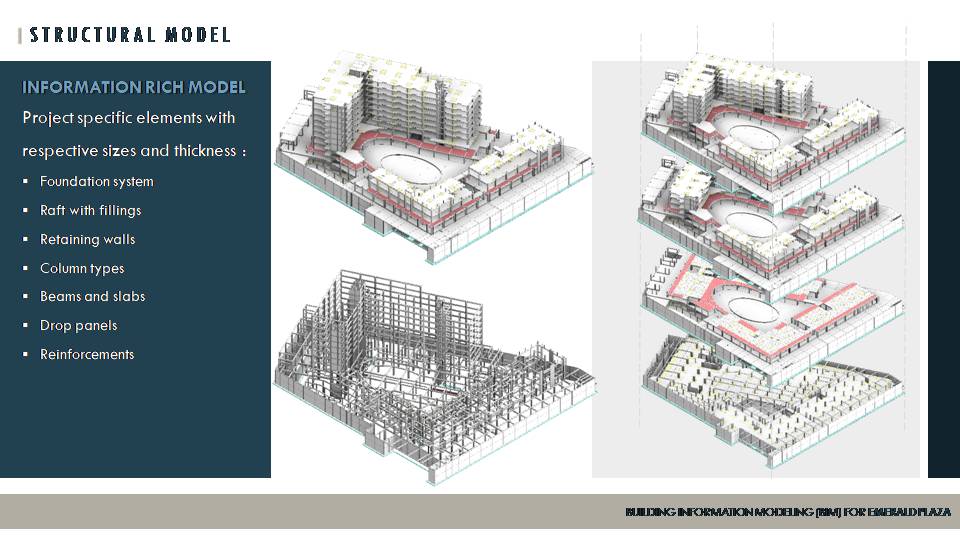 STRUCTURAL MODEL
INFORMATION RICH MODEL
Project specific elements with
respective sizes and thickness :
▪ Foundation system
▪ Raft with fillings
▪ Retaining walls
▪ Column types
▪ Beams and slabs
▪ Drop panels
▪ Reinforcements
BUILDING INFORMATION MODELING (BIM) FOR EMERALD PLAZA